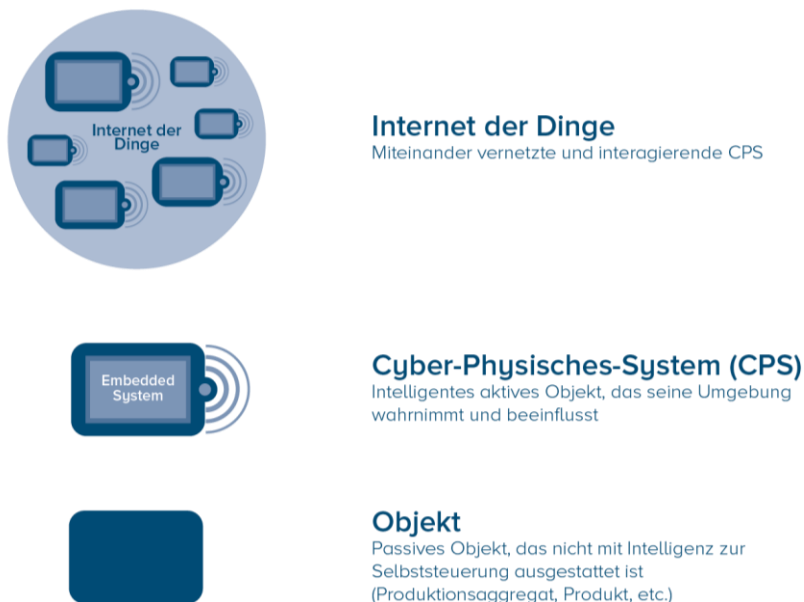 Internet der
Dinge
Internet der Dinge
Miteinander vernetzte und interagierende CPS
Embedded
System
Cyber-Physisches-System (CPS)
Intelligentes aktives Objekt, das seine Umgebung
wahrnimmt und beeinflusst
Objekt
Passives Objekt, das nicht mit Intelligenz zur
Selbststeuerung ausgestattet ist
(Produktionsaggregat, Produkt, etc.)